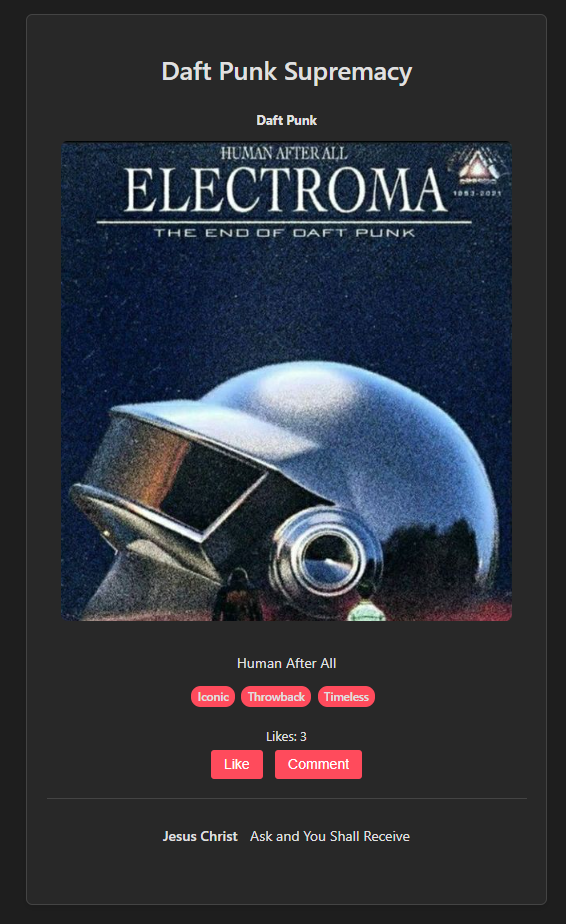 Daft Punk Supremacy
Daft Punk
HUMAN AFTER ALL
ELECTROMA
1993-2021
THE END OF DAFT PUNK
Human After All
Iconic Throwback Timeless
Likes: 3
Like Comment
Jesus Christ Ask and You Shall Receive